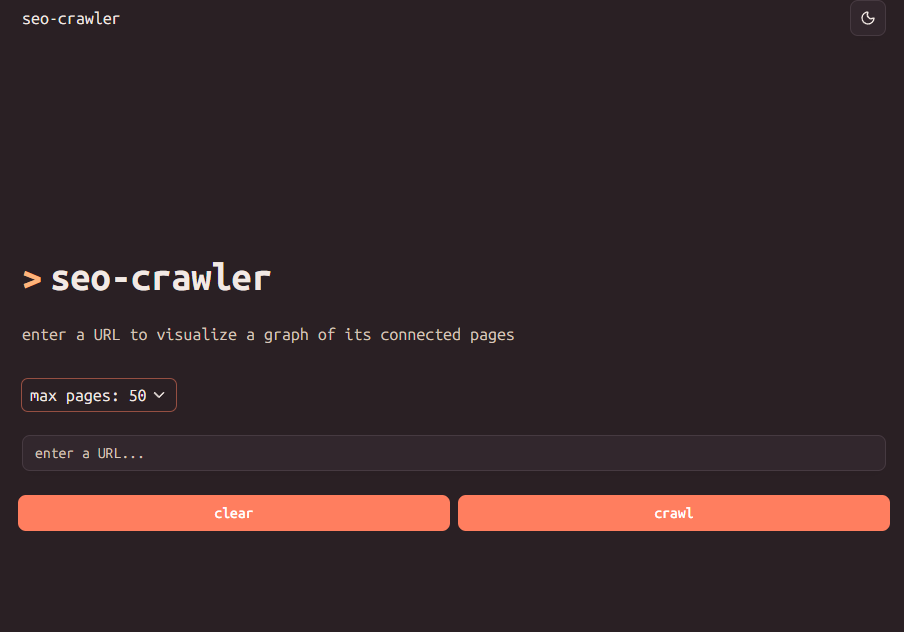 seo-crawler
> seo-crawler
enter a URL to visualize a graph of its connected pages
max pages: 50
enter a URL...
clear
crawl